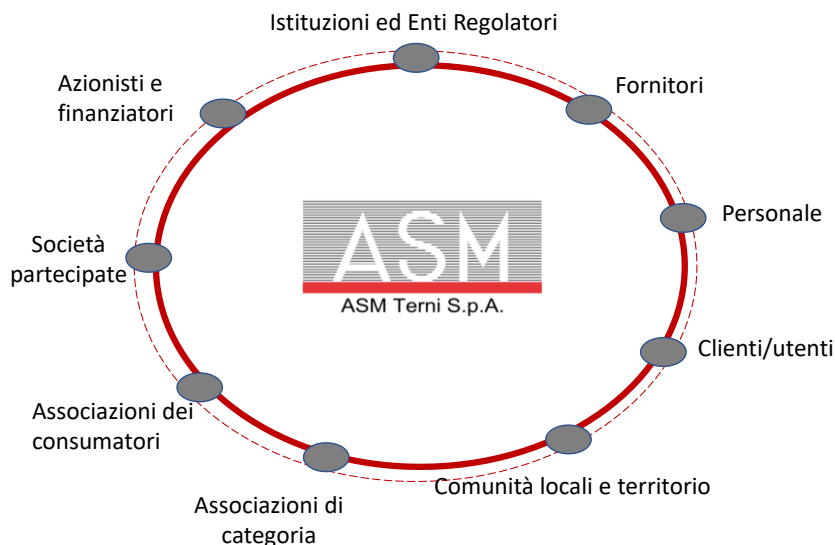 Istituzioni ed Enti Regolatori
Azionisti e
finanziatori
Fornitori
Personale
Società
partecipate
ASM
ASM Terni S.p.A.
Clienti/utenti
Associazioni dei
consumatori
Comunità locali e territorio
Associazioni di
categoria